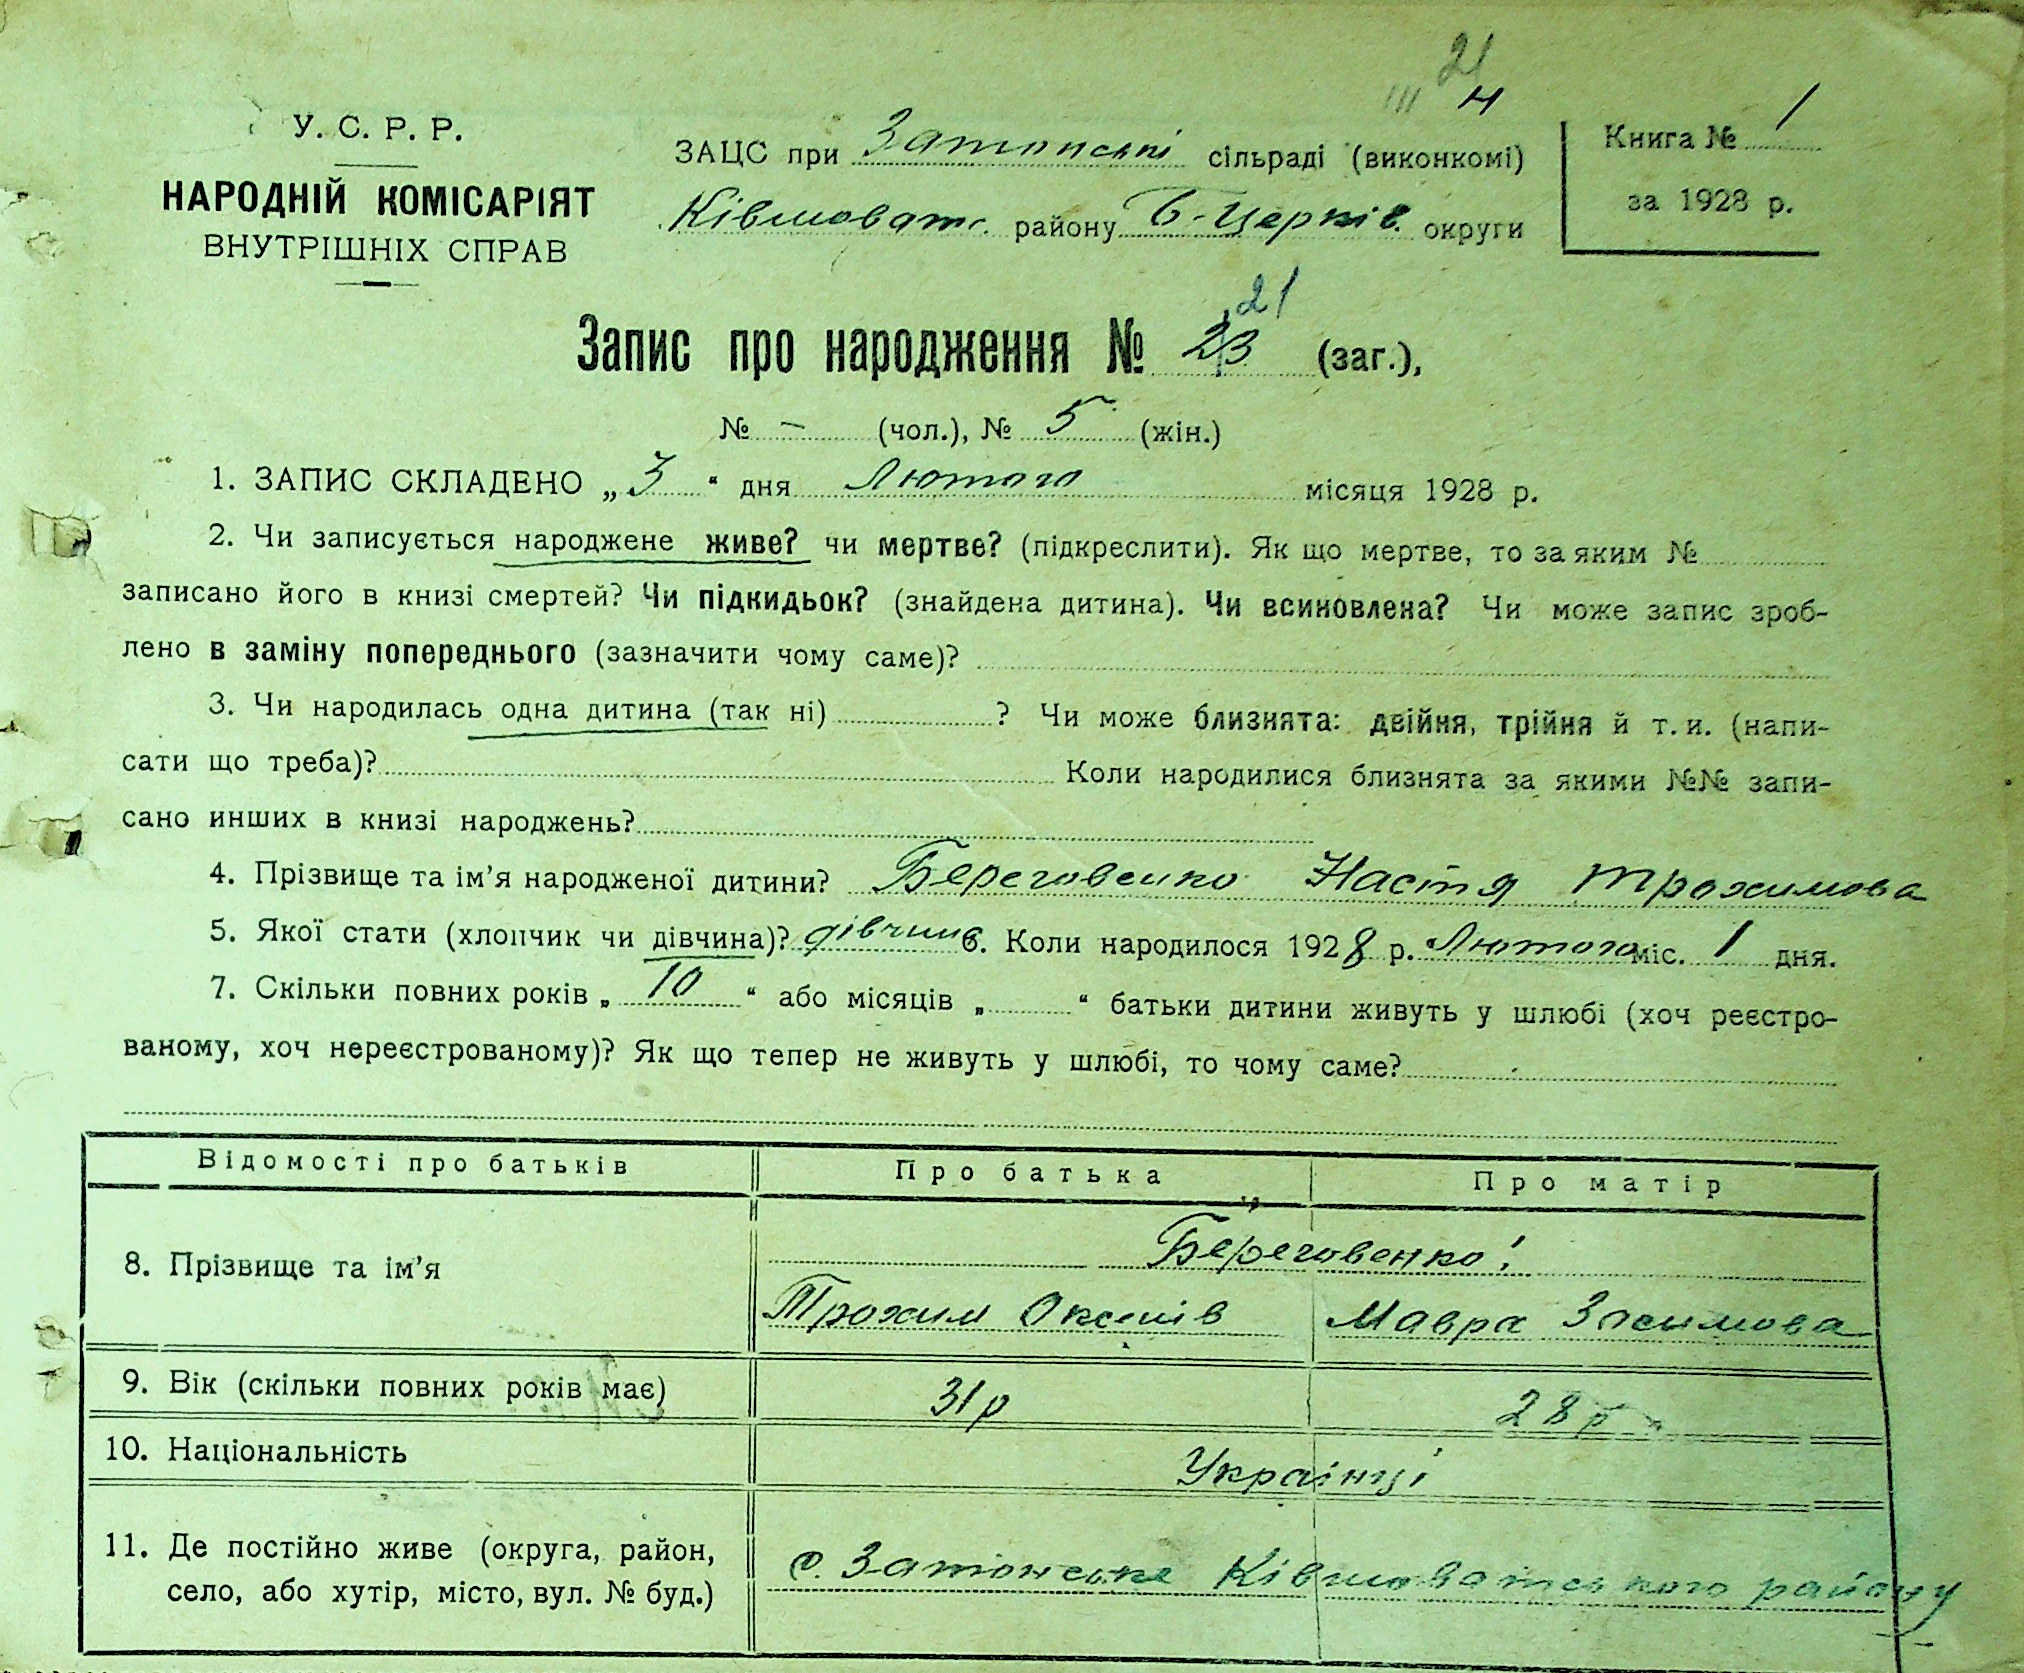 21
III н
У. С. Р. Р.
НАРОДНІЙ КОМІСАРІЯТ
ВНУТРІШНІХ СПРАВ
ЗАЦС при Затонські сільраді (виконкомі)
Ківшоватс. району Б-Церків. округи
Книга № 1
за 1928 р.
21
Запис про народження № 23 (заг.),
№ – (чол.), № 5 (жін.)
1. ЗАПИС СКЛАДЕНО „3“ дня Лютого місяця 1928 р.
2. Чи записується народжене живе? чи мертве? (підкреслити). Як що мертве, то за яким №
записано його в книзі смертей? Чи підкидьок? (знайдена дитина). Чи всиновлена? Чи може запис зроб-
лено в заміну попереднього (зазначити чому саме)?
3. Чи народилась одна дитина (так ні) ? Чи може близнята: двійня, трійня й т. и. (напи-
сати що треба)? Коли народилися близнята за якими №№ запи-
сано инших в книзі народжень?
4. Прізвище та ім’я народженої дитини? Береговенко Настя Трохимова
5. Якої стати (хлопчик чи дівчина)? дівчина 6. Коли народилося 1928 р. Лютого міс. 1 дня.
7. Скільки повних років „10“ або місяців „ “ батьки дитини живуть у шлюбі (хоч реєстро-
ваному, хоч нереєстрованому)? Як що тепер не живуть у шлюбі, то чому саме?
Відомості про батьків Про батька Про матір
8. Прізвище та ім’я Береговенко
Трохим Оксенів Мавра Зосимова
9. Вік (скільки повних років має) 31р 28р
10. Національність Українці
11. Де постійно живе (округа, район,
село, або хутір, місто, вул. № буд.) с. Затонське Ківшоватського району